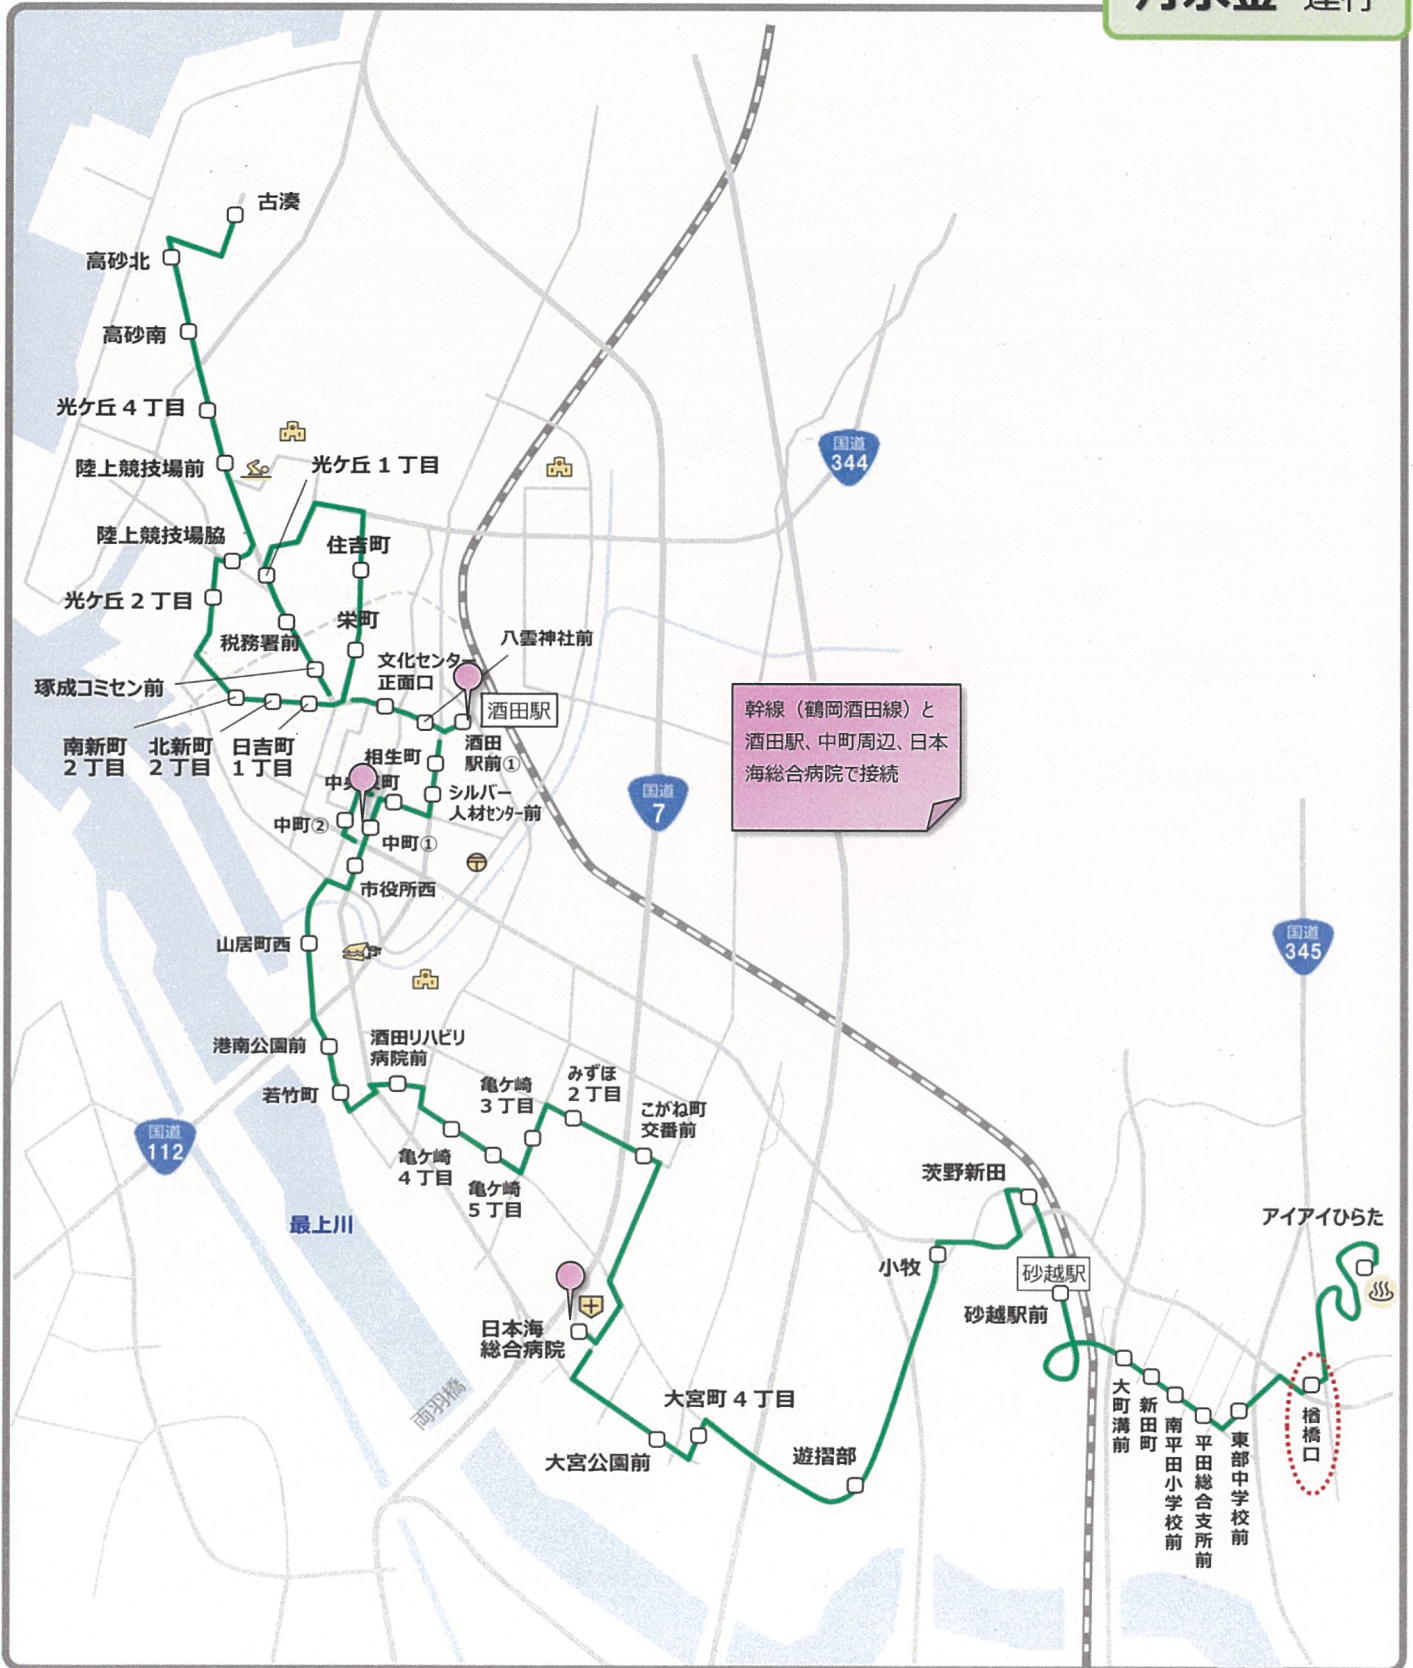 月水金 運行
古湊
高砂北
高砂南
光ケ丘4丁目
陸上競技場前
光ケ丘1丁目
国道
344
陸上競技場脇
住吉町
光ケ丘2丁目
税務署前
栄町
八雲神社前
文化センター
正面口
琢成コミセン前
酒田駅
南新町
2丁目
北新町
2丁目
日吉町
1丁目
酒田
駅前①
相生町
シルバー
人材センター前
中町②
中町①
市役所西
幹線（鶴岡酒田線）と
酒田駅、中町周辺、日本
海総合病院で接続
国道
7
国道
345
山居町西
港南公園前
酒田リハビリ
病院前
若竹町
亀ケ崎
3丁目
みずほ
2丁目
こがね町
交番前
亀ケ崎
4丁目
亀ケ崎
5丁目
国道
112
最上川
茨野新田
アイアイひらた
小牧
砂越駅
砂越駅前
日本海
総合病院
両羽橋
大宮町4丁目
大宮公園前
遊摺部
大町溝前
新田町
南平田小学校前
平田総合支所前
東部中学校前
楢橋口